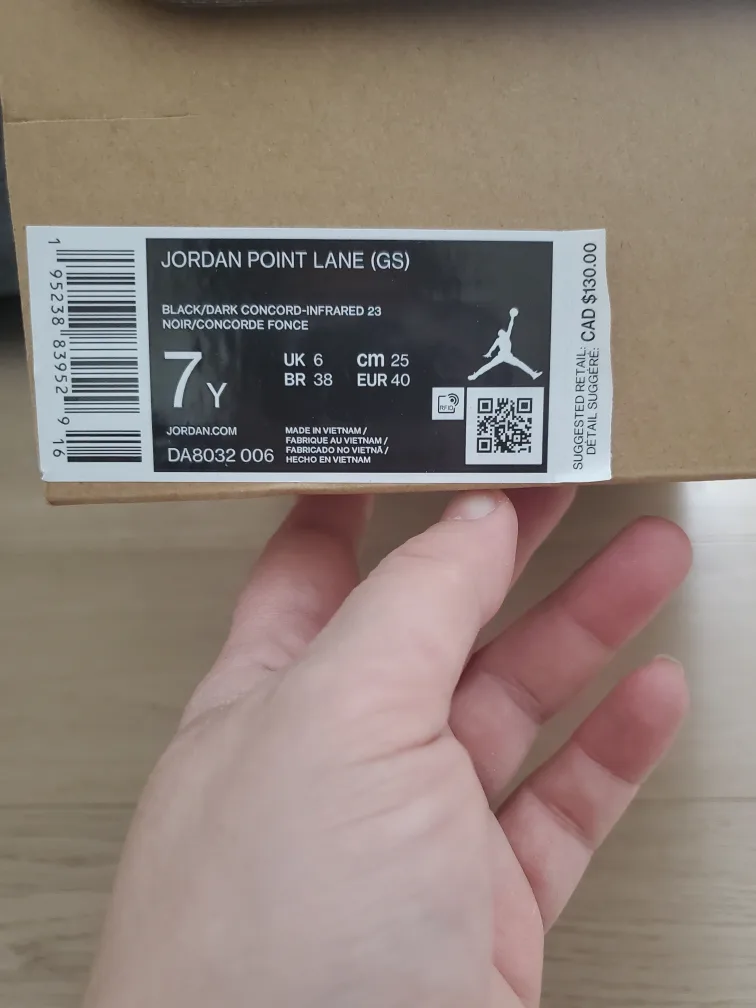 1 95238 83952 9 16
JORDAN POINT LANE (GS)
BLACK/DARK CONCORD-INFRARED 23
NOIR/CONCORDE FONCE
7Y
UK 6 cm 25
BR 38 EUR 40
RFID
JORDAN.COM
DA8032 006
MADE IN VIETNAM /
FABRIQUE AU VIETNAM /
FABRICADO NO VIETNÃ /
HECHO EN VIETNAM
SUGGESTED RETAIL: CAD $130.00
DÉTAIL SUGGÉRÉ: